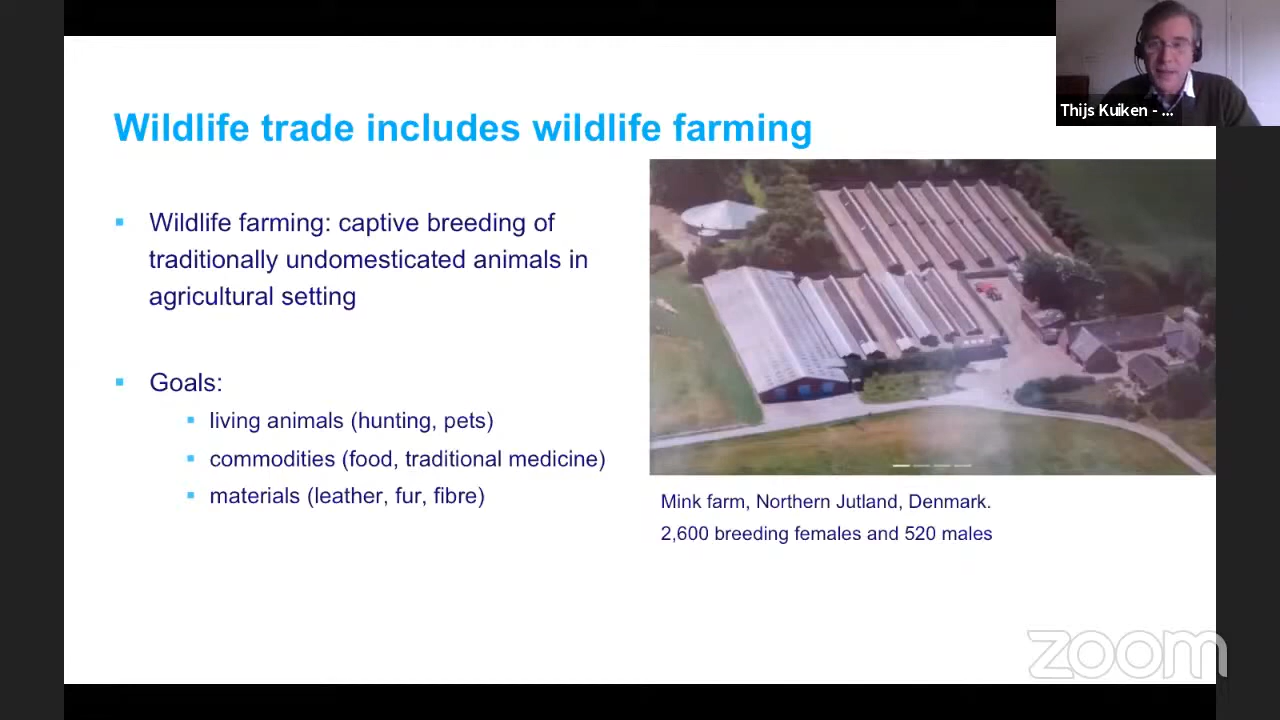 Thijs Kuiken - ...
Wildlife trade includes wildlife farming
Wildlife farming: captive breeding of
traditionally undomesticated animals in
agricultural setting
Goals:
living animals (hunting, pets)
commodities (food, traditional medicine)
materials (leather, fur, fibre)
Mink farm, Northern Jutland, Denmark.
2,600 breeding females and 520 males
zoom